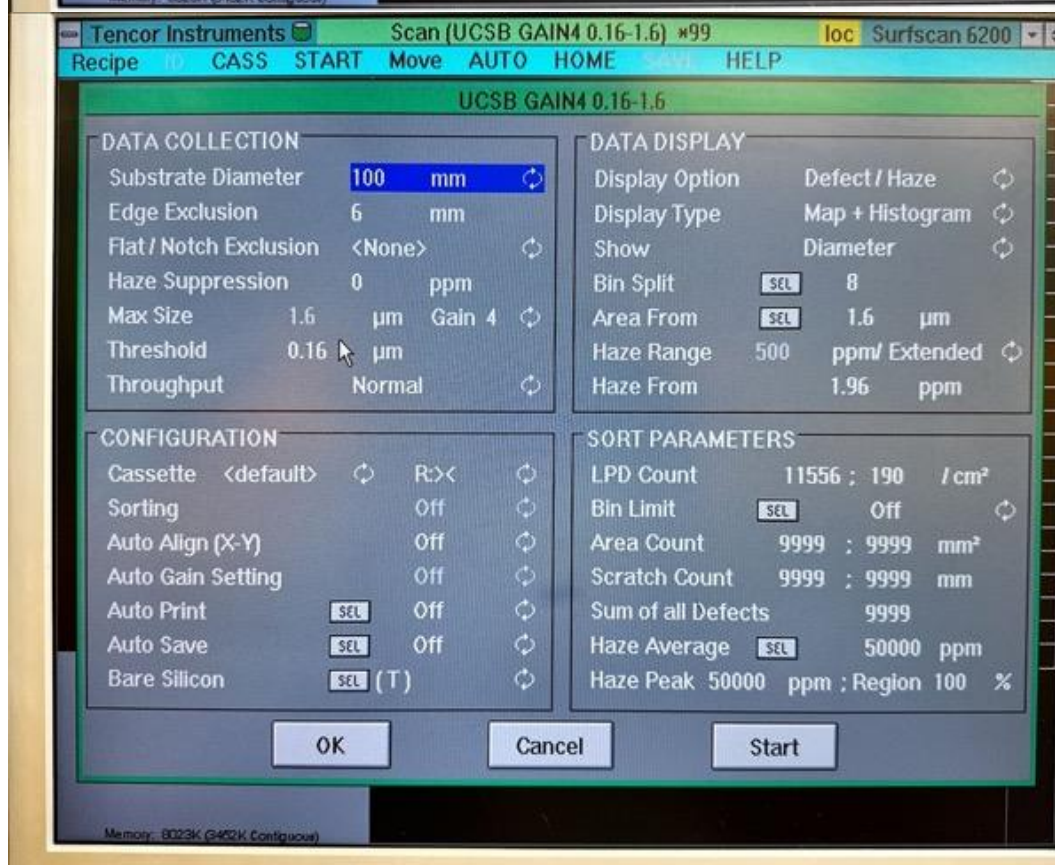 Tencor Instruments Scan (UCSB GAIN4 0.16-1.6) *99 loc Surfscan 6200
Recipe ID CASS START Move AUTO HOME SAVE HELP
UCSB GAIN4 0.16-1.6
DATA COLLECTION
Substrate Diameter 100 mm
Edge Exclusion 6 mm
Flat / Notch Exclusion <None>
Haze Suppression 0 ppm
Max Size 1.6 µm Gain 4
Threshold 0.16 µm
Throughput Normal
DATA DISPLAY
Display Option Defect / Haze
Display Type Map + Histogram
Show Diameter
Bin Split SEL 8
Area From SEL 1.6 µm
Haze Range 500 ppm/ Extended
Haze From 1.96 ppm
CONFIGURATION
Cassette <default> R:><
Sorting Off
Auto Align (X-Y) Off
Auto Gain Setting Off
Auto Print SEL Off
Auto Save SEL Off
Bare Silicon SEL (T)
SORT PARAMETERS
LPD Count 11556 ; 190 / cm²
Bin Limit SEL Off
Area Count 9999 ; 9999 mm²
Scratch Count 9999 ; 9999 mm
Sum of all Defects 9999
Haze Average SEL 50000 ppm
Haze Peak 50000 ppm ; Region 100 %
OK Cancel Start
Memory: 8023K (3462K Contiguous)